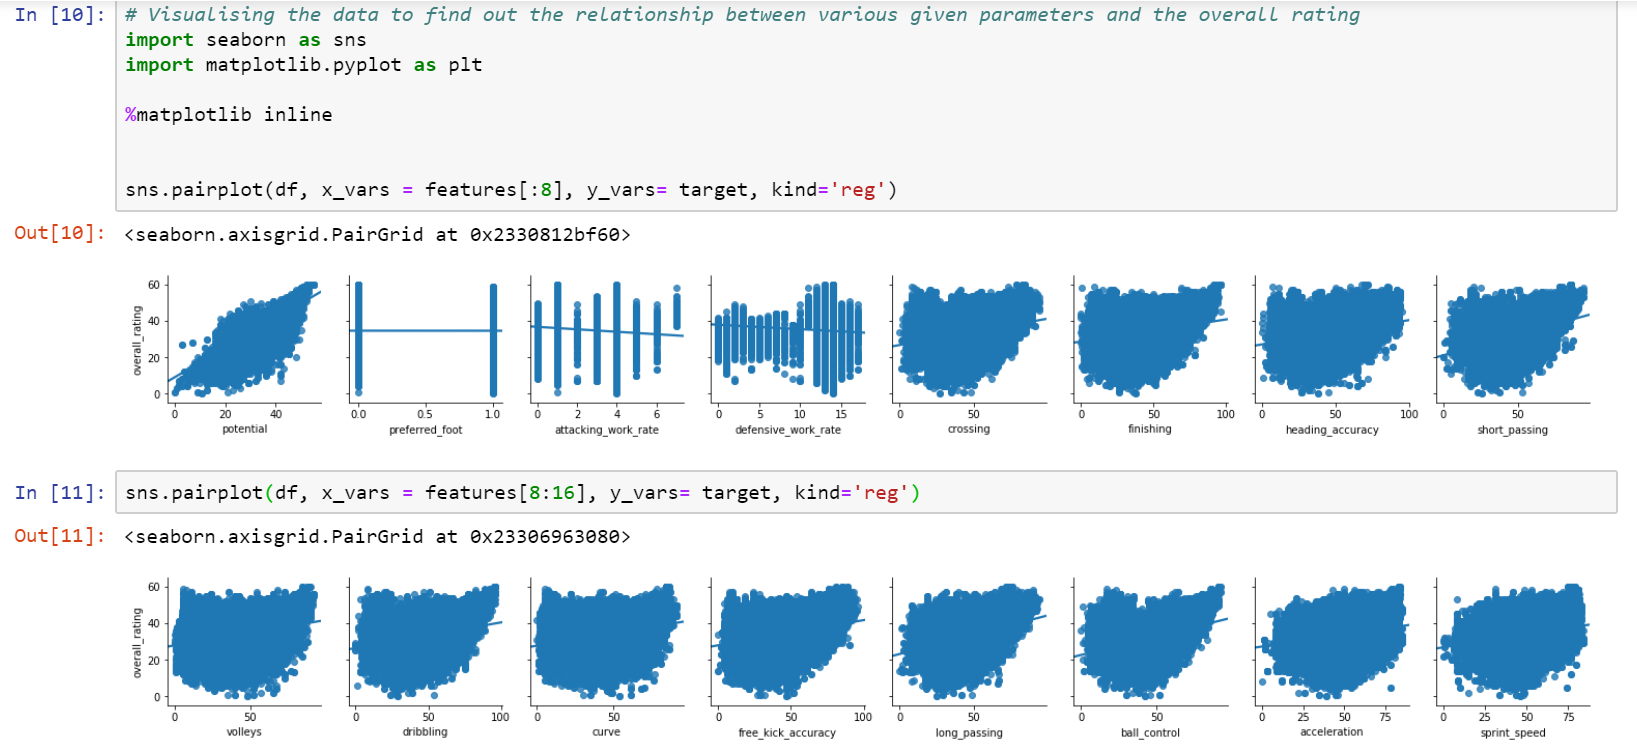 In [10]: # Visualising the data to find out the relationship between various given parameters and the overall rating
import seaborn as sns
import matplotlib.pyplot as plt
%matplotlib inline
sns.pairplot(df, x_vars = features[:8], y_vars= target, kind='reg')
Out[10]: <seaborn.axisgrid.PairGrid at 0x2330812bf60>
overall_rating
60
40
20
0
0 20 40
0.0 0.5 1.0
0 2 4 6
0 5 10 15
0 50
0 50 100
0 50 100
50
potential preferred_foot attacking_work_rate defensive_work_rate crossing finishing heading_accuracy short_passing
In [11]: sns.pairplot(df, x_vars = features[8:16], y_vars= target, kind='reg')
Out[11]: <seaborn.axisgrid.PairGrid at 0x23306963080>
overall_rating
60
40
20
0
0 50
0 50 100
0 50
0 50 100
0 50
0 50
0 25 50 75
0 25 50 75
volleys dribbling curve free_kick_accuracy long_passing ball_control acceleration sprint_speed